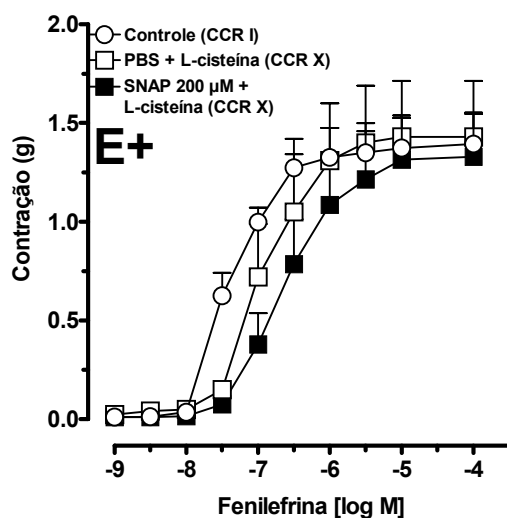 2.0
Controle (CCR I)
PBS + L-cisteína (CCR X)
SNAP 200 µM +
L-cisteína (CCR X)
1.5
E+
Contração (g)
1.0
0.5
0.0
-9 -8 -7 -6 -5 -4
Fenilefrina [log M]